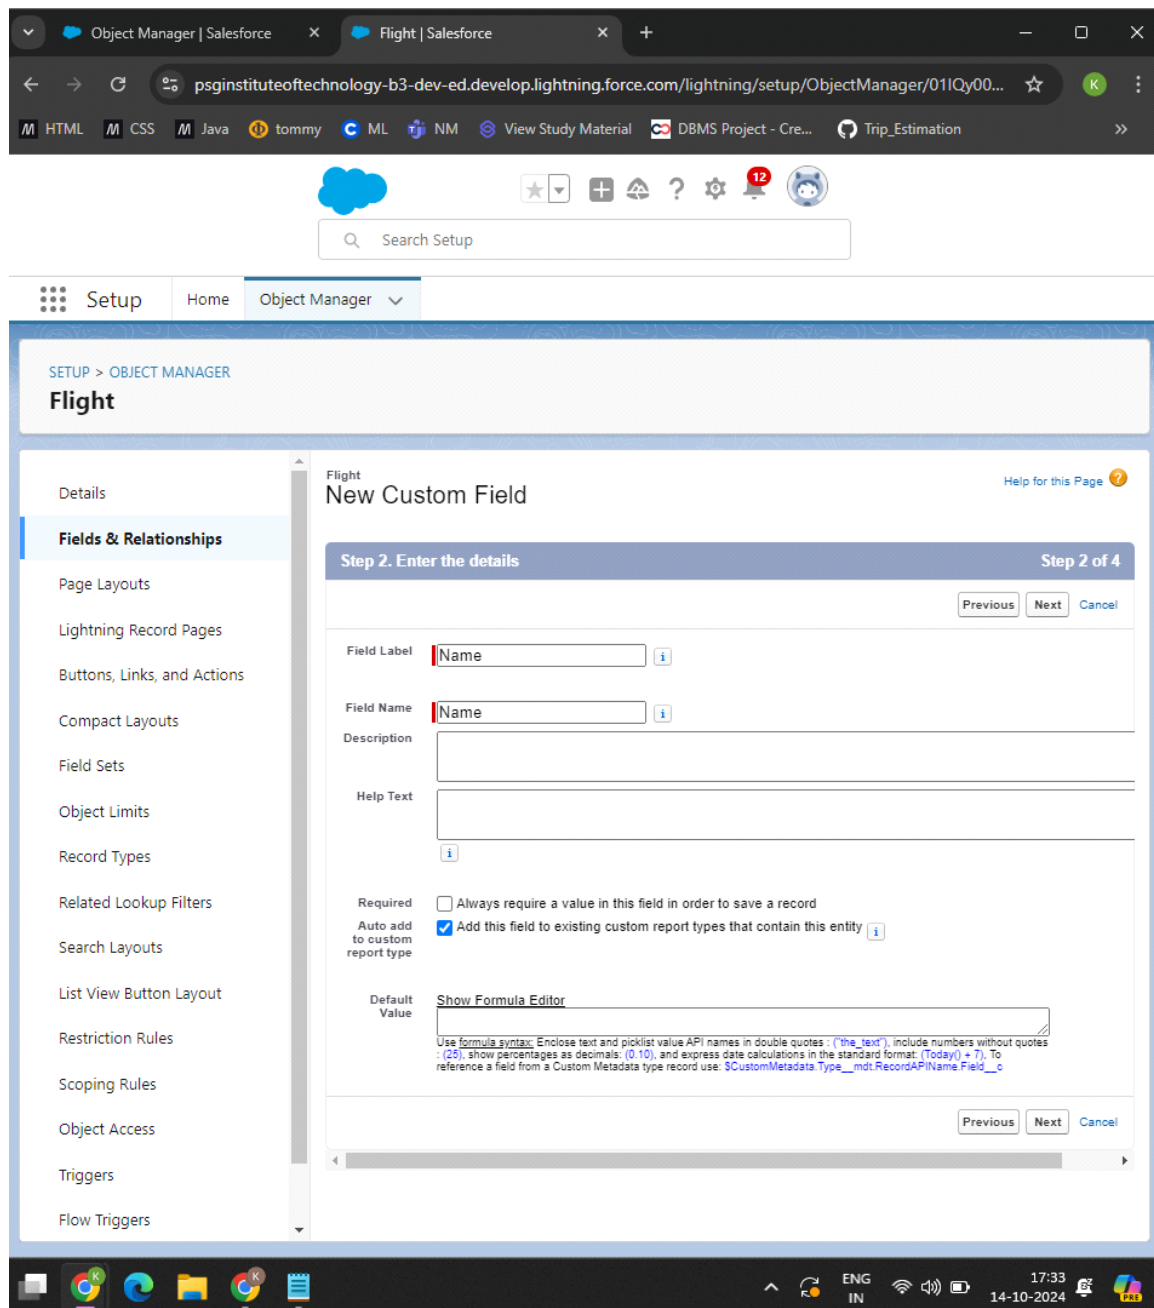 Object Manager | Salesforce
Flight | Salesforce
psginstituteoftechnology-b3-dev-ed.develop.lightning.force.com/lightning/setup/ObjectManager/01IQy00...
K
HTML
CSS
Java
tommy
ML
NM
View Study Material
DBMS Project - Cre...
Trip_Estimation
12
Search Setup
Setup
Home
Object Manager
SETUP > OBJECT MANAGER
Flight
Details
Fields & Relationships
Page Layouts
Lightning Record Pages
Buttons, Links, and Actions
Compact Layouts
Field Sets
Object Limits
Record Types
Related Lookup Filters
Search Layouts
List View Button Layout
Restriction Rules
Scoping Rules
Object Access
Triggers
Flow Triggers
Flight
New Custom Field
Help for this Page
Step 2. Enter the details
Step 2 of 4
Previous
Next
Cancel
Field Label
Name
Field Name
Name
Description
Help Text
Required
Always require a value in this field in order to save a record
Auto add
to custom
report type
Add this field to existing custom report types that contain this entity
Default
Value
Show Formula Editor
Use formula syntax: Enclose text and picklist value API names in double quotes : ("the_text"), include numbers without quotes
: (25), show percentages as decimals: (0.10), and express date calculations in the standard format: (Today() + 7), To
reference a field from a Custom Metadata type record use: $CustomMetadata.Type__mdt.RecordAPIName.Field__c
Previous
Next
Cancel
ENG
IN
17:33
14-10-2024
PRE